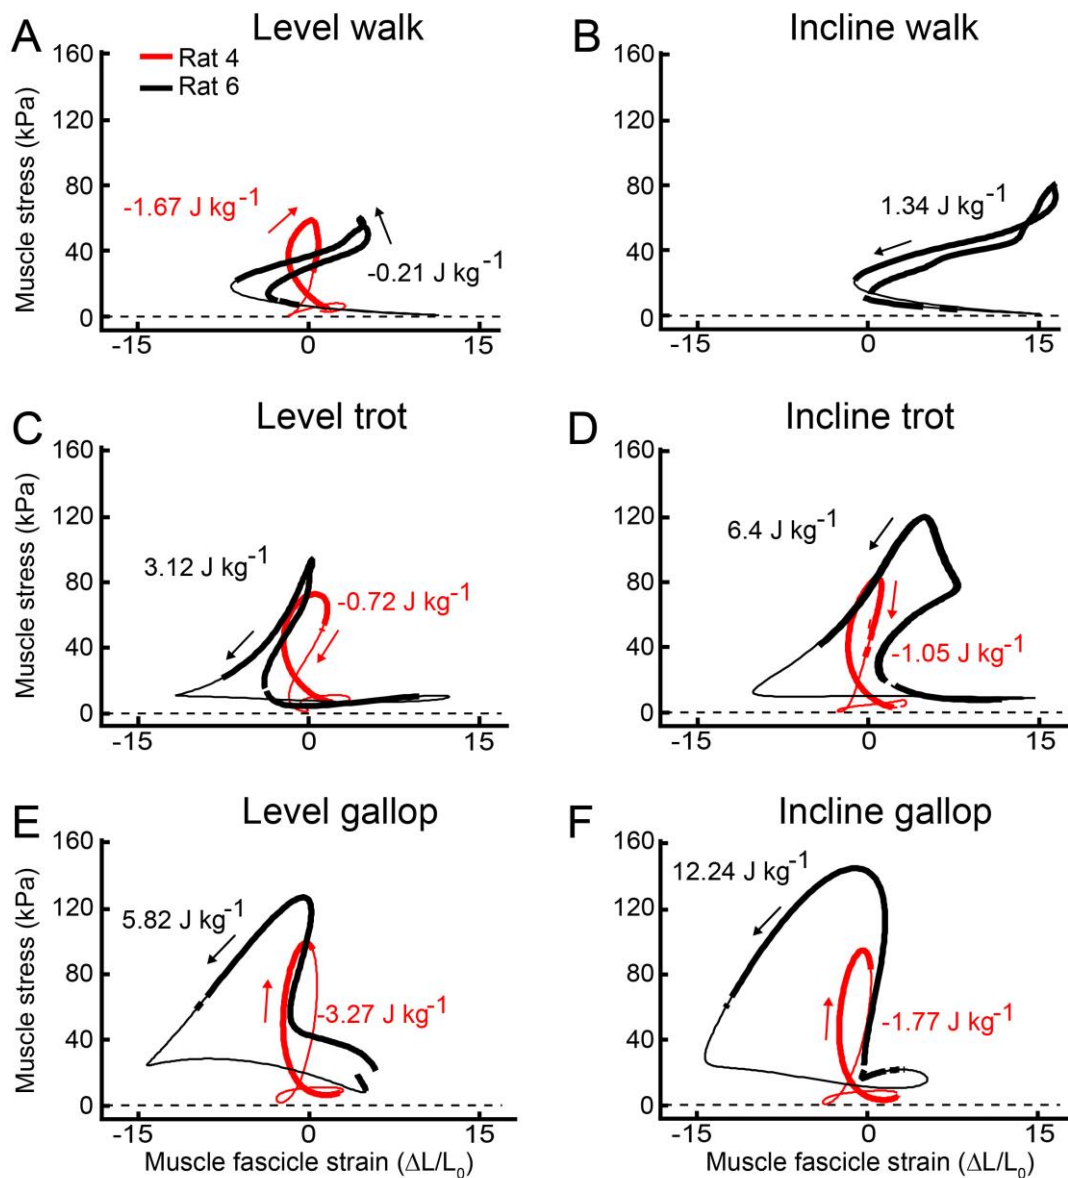 A Level walk
B Incline walk
Muscle stress (kPa)
160
120
80
40
0
Rat 4
Rat 6
-1.67 J kg⁻¹
-0.21 J kg⁻¹
-15 0 15
160
120
80
40
0
1.34 J kg⁻¹
-15 0 15
C Level trot
D Incline trot
Muscle stress (kPa)
160
120
80
40
0
3.12 J kg⁻¹
-0.72 J kg⁻¹
-15 0 15
160
120
80
40
0
6.4 J kg⁻¹
-1.05 J kg⁻¹
-15 0 15
E Level gallop
F Incline gallop
Muscle stress (kPa)
160
120
80
40
0
5.82 J kg⁻¹
-3.27 J kg⁻¹
-15 0 15
Muscle fascicle strain (ΔL/L₀)
160
120
80
40
0
12.24 J kg⁻¹
-1.77 J kg⁻¹
-15 0 15
Muscle fascicle strain (ΔL/L₀)